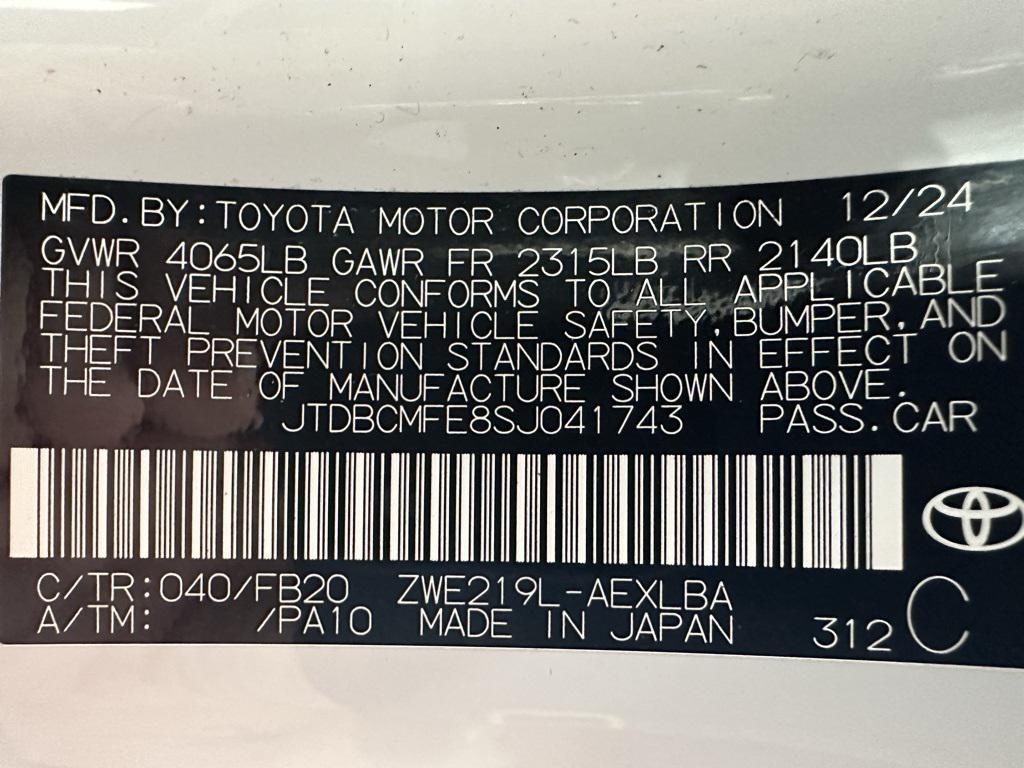 MFD. BY: TOYOTA MOTOR CORPORATION 12/24
GVWR 4065LB GAWR FR 2315LB RR 2140LB
THIS VEHICLE CONFORMS TO ALL APPLICABLE
FEDERAL MOTOR VEHICLE SAFETY, BUMPER, AND
THEFT PREVENTION STANDARDS IN EFFECT ON
THE DATE OF MANUFACTURE SHOWN ABOVE.
JTDBCMFE8SJ041743 PASS. CAR
C/TR: 040/FB20 ZWE219L-AEXLBA
A/TM: /PA10 MADE IN JAPAN 312 C